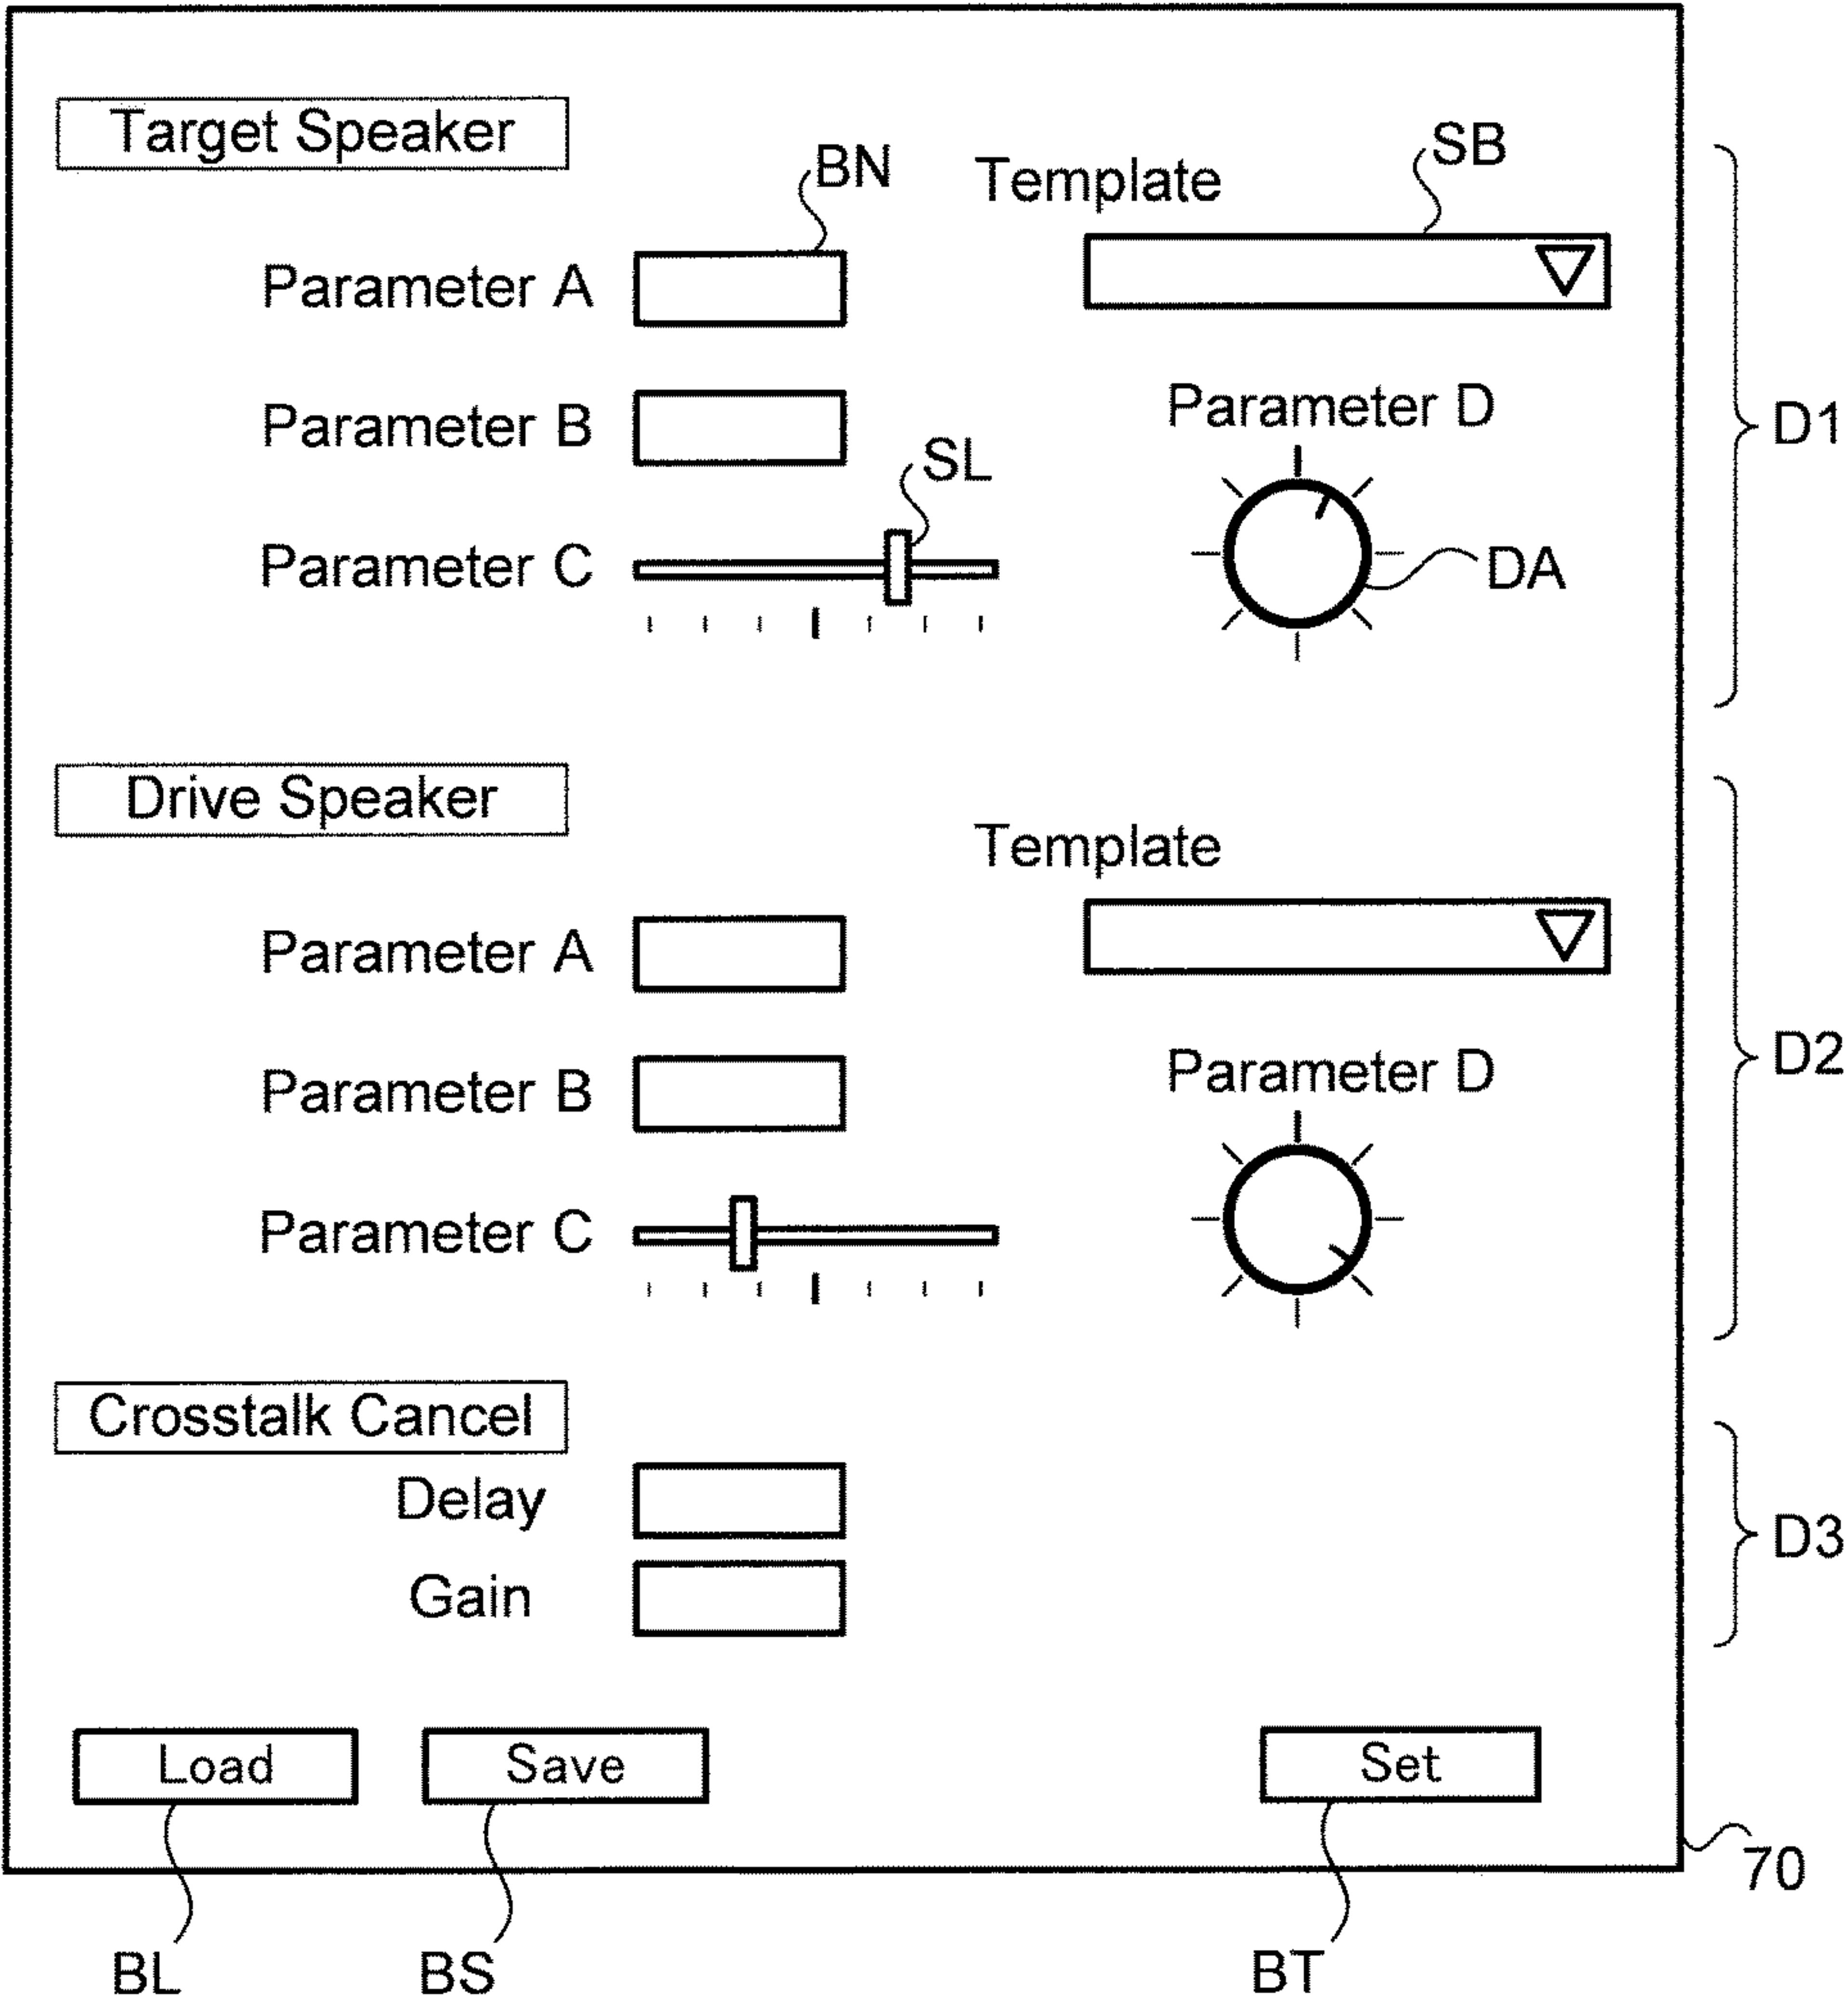 Target Speaker
BN
Template
SB
Parameter A
Parameter B
Parameter D
D1
SL
Parameter C
DA
Drive Speaker
Template
Parameter A
Parameter B
Parameter D
D2
Parameter C
Crosstalk Cancel
Delay
D3
Gain
Load
Save
Set
70
BL
BS
BT